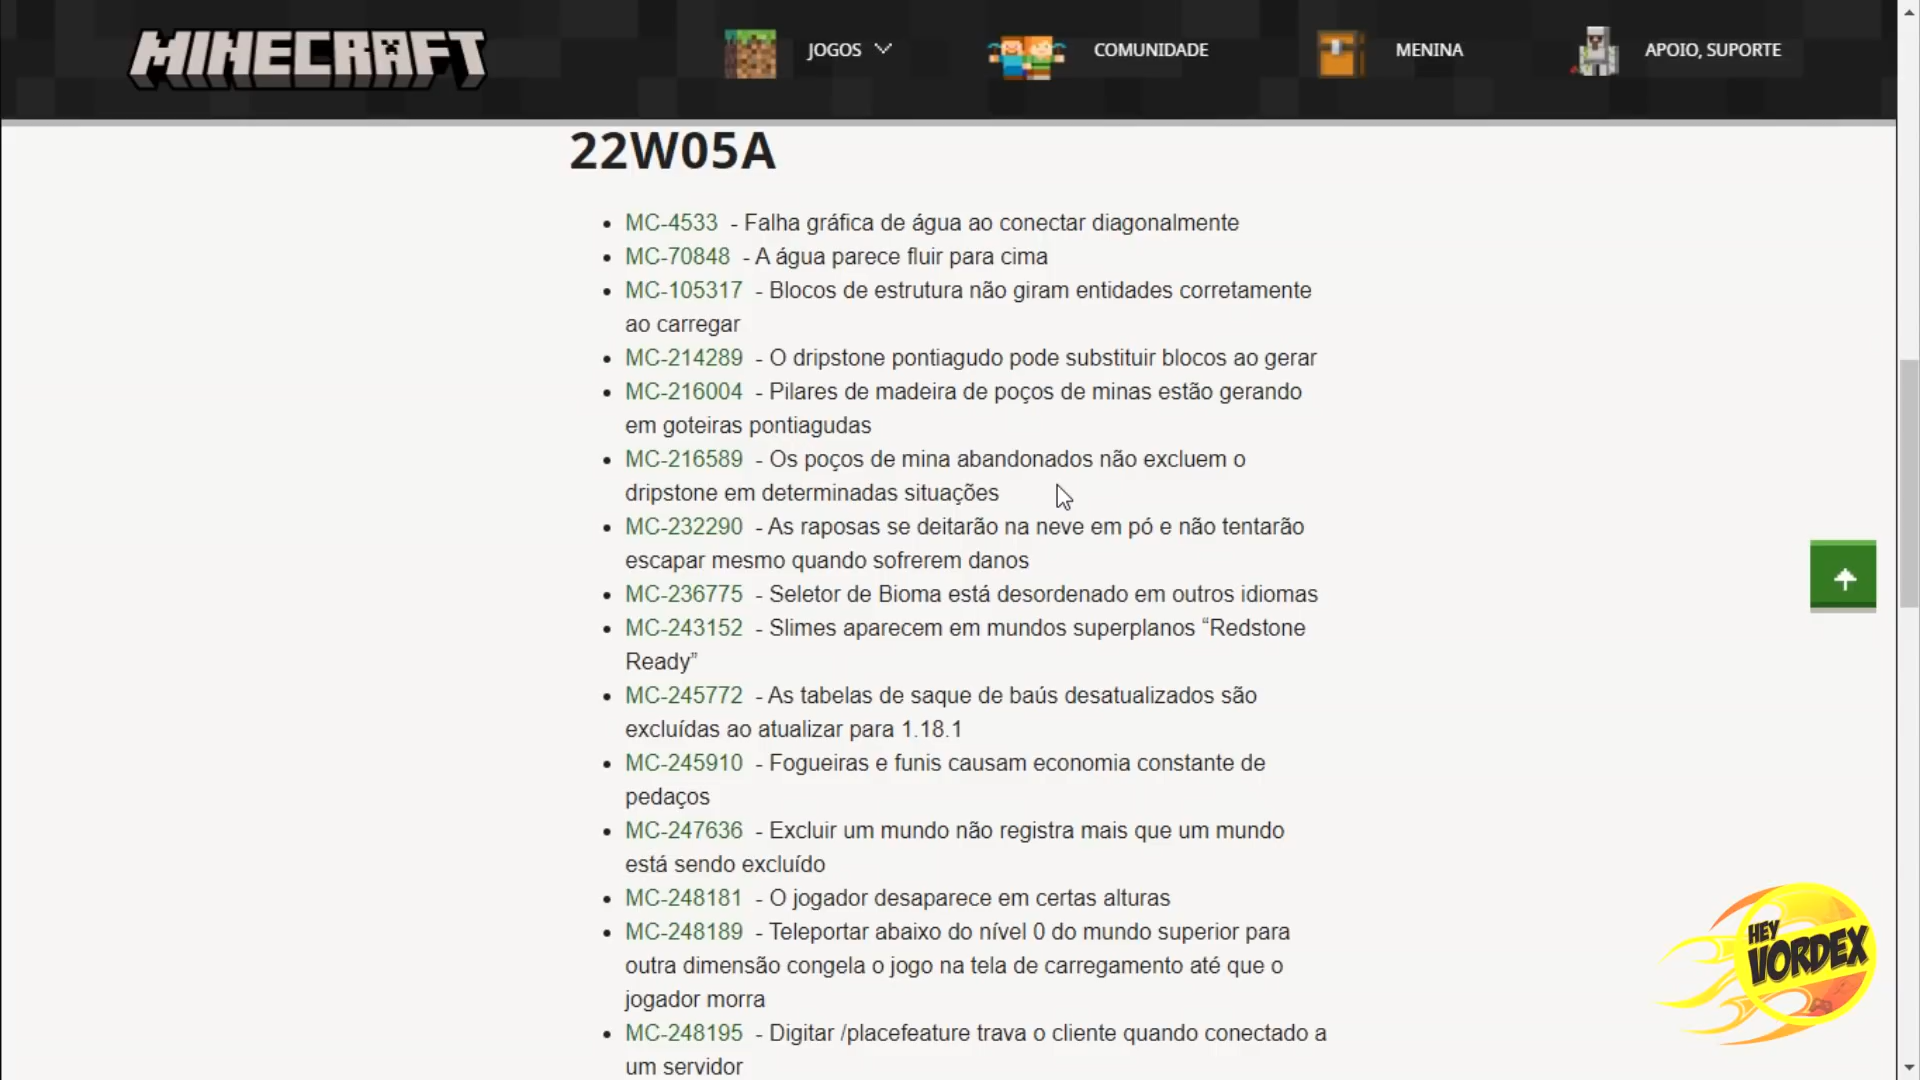 MINECRAFT
JOGOS
COMUNIDADE
MENINA
APOIO, SUPORTE
22W05A
MC-4533 - Falha gráfica de água ao conectar diagonalmente
MC-70848 - A água parece fluir para cima
MC-105317 - Blocos de estrutura não giram entidades corretamente
ao carregar
MC-214289 - O dripstone pontiagudo pode substituir blocos ao gerar
MC-216004 - Pilares de madeira de poços de minas estão gerando
em goteiras pontiagudas
MC-216589 - Os poços de mina abandonados não excluem o
dripstone em determinadas situações
MC-232290 - As raposas se deitarão na neve em pó e não tentarão
escapar mesmo quando sofrerem danos
MC-236775 - Seletor de Bioma está desordenado em outros idiomas
MC-243152 - Slimes aparecem em mundos superplanos “Redstone
Ready”
MC-245772 - As tabelas de saque de baús desatualizados são
excluídas ao atualizar para 1.18.1
MC-245910 - Fogueiras e funis causam economia constante de
pedaços
MC-247636 - Excluir um mundo não registra mais que um mundo
está sendo excluído
MC-248181 - O jogador desaparece em certas alturas
MC-248189 - Teleportar abaixo do nível 0 do mundo superior para
outra dimensão congela o jogo na tela de carregamento até que o
jogador morra
MC-248195 - Digitar /placefeature trava o cliente quando conectado a
um servidor
HEY
VORDEX